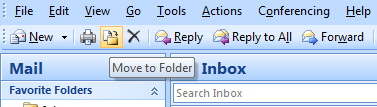 File Edit View Go Tools Actions Conferencing Help
New Reply Reply to All Forward
Move to Folder
Mail Inbox
Favorite Folders Search Inbox